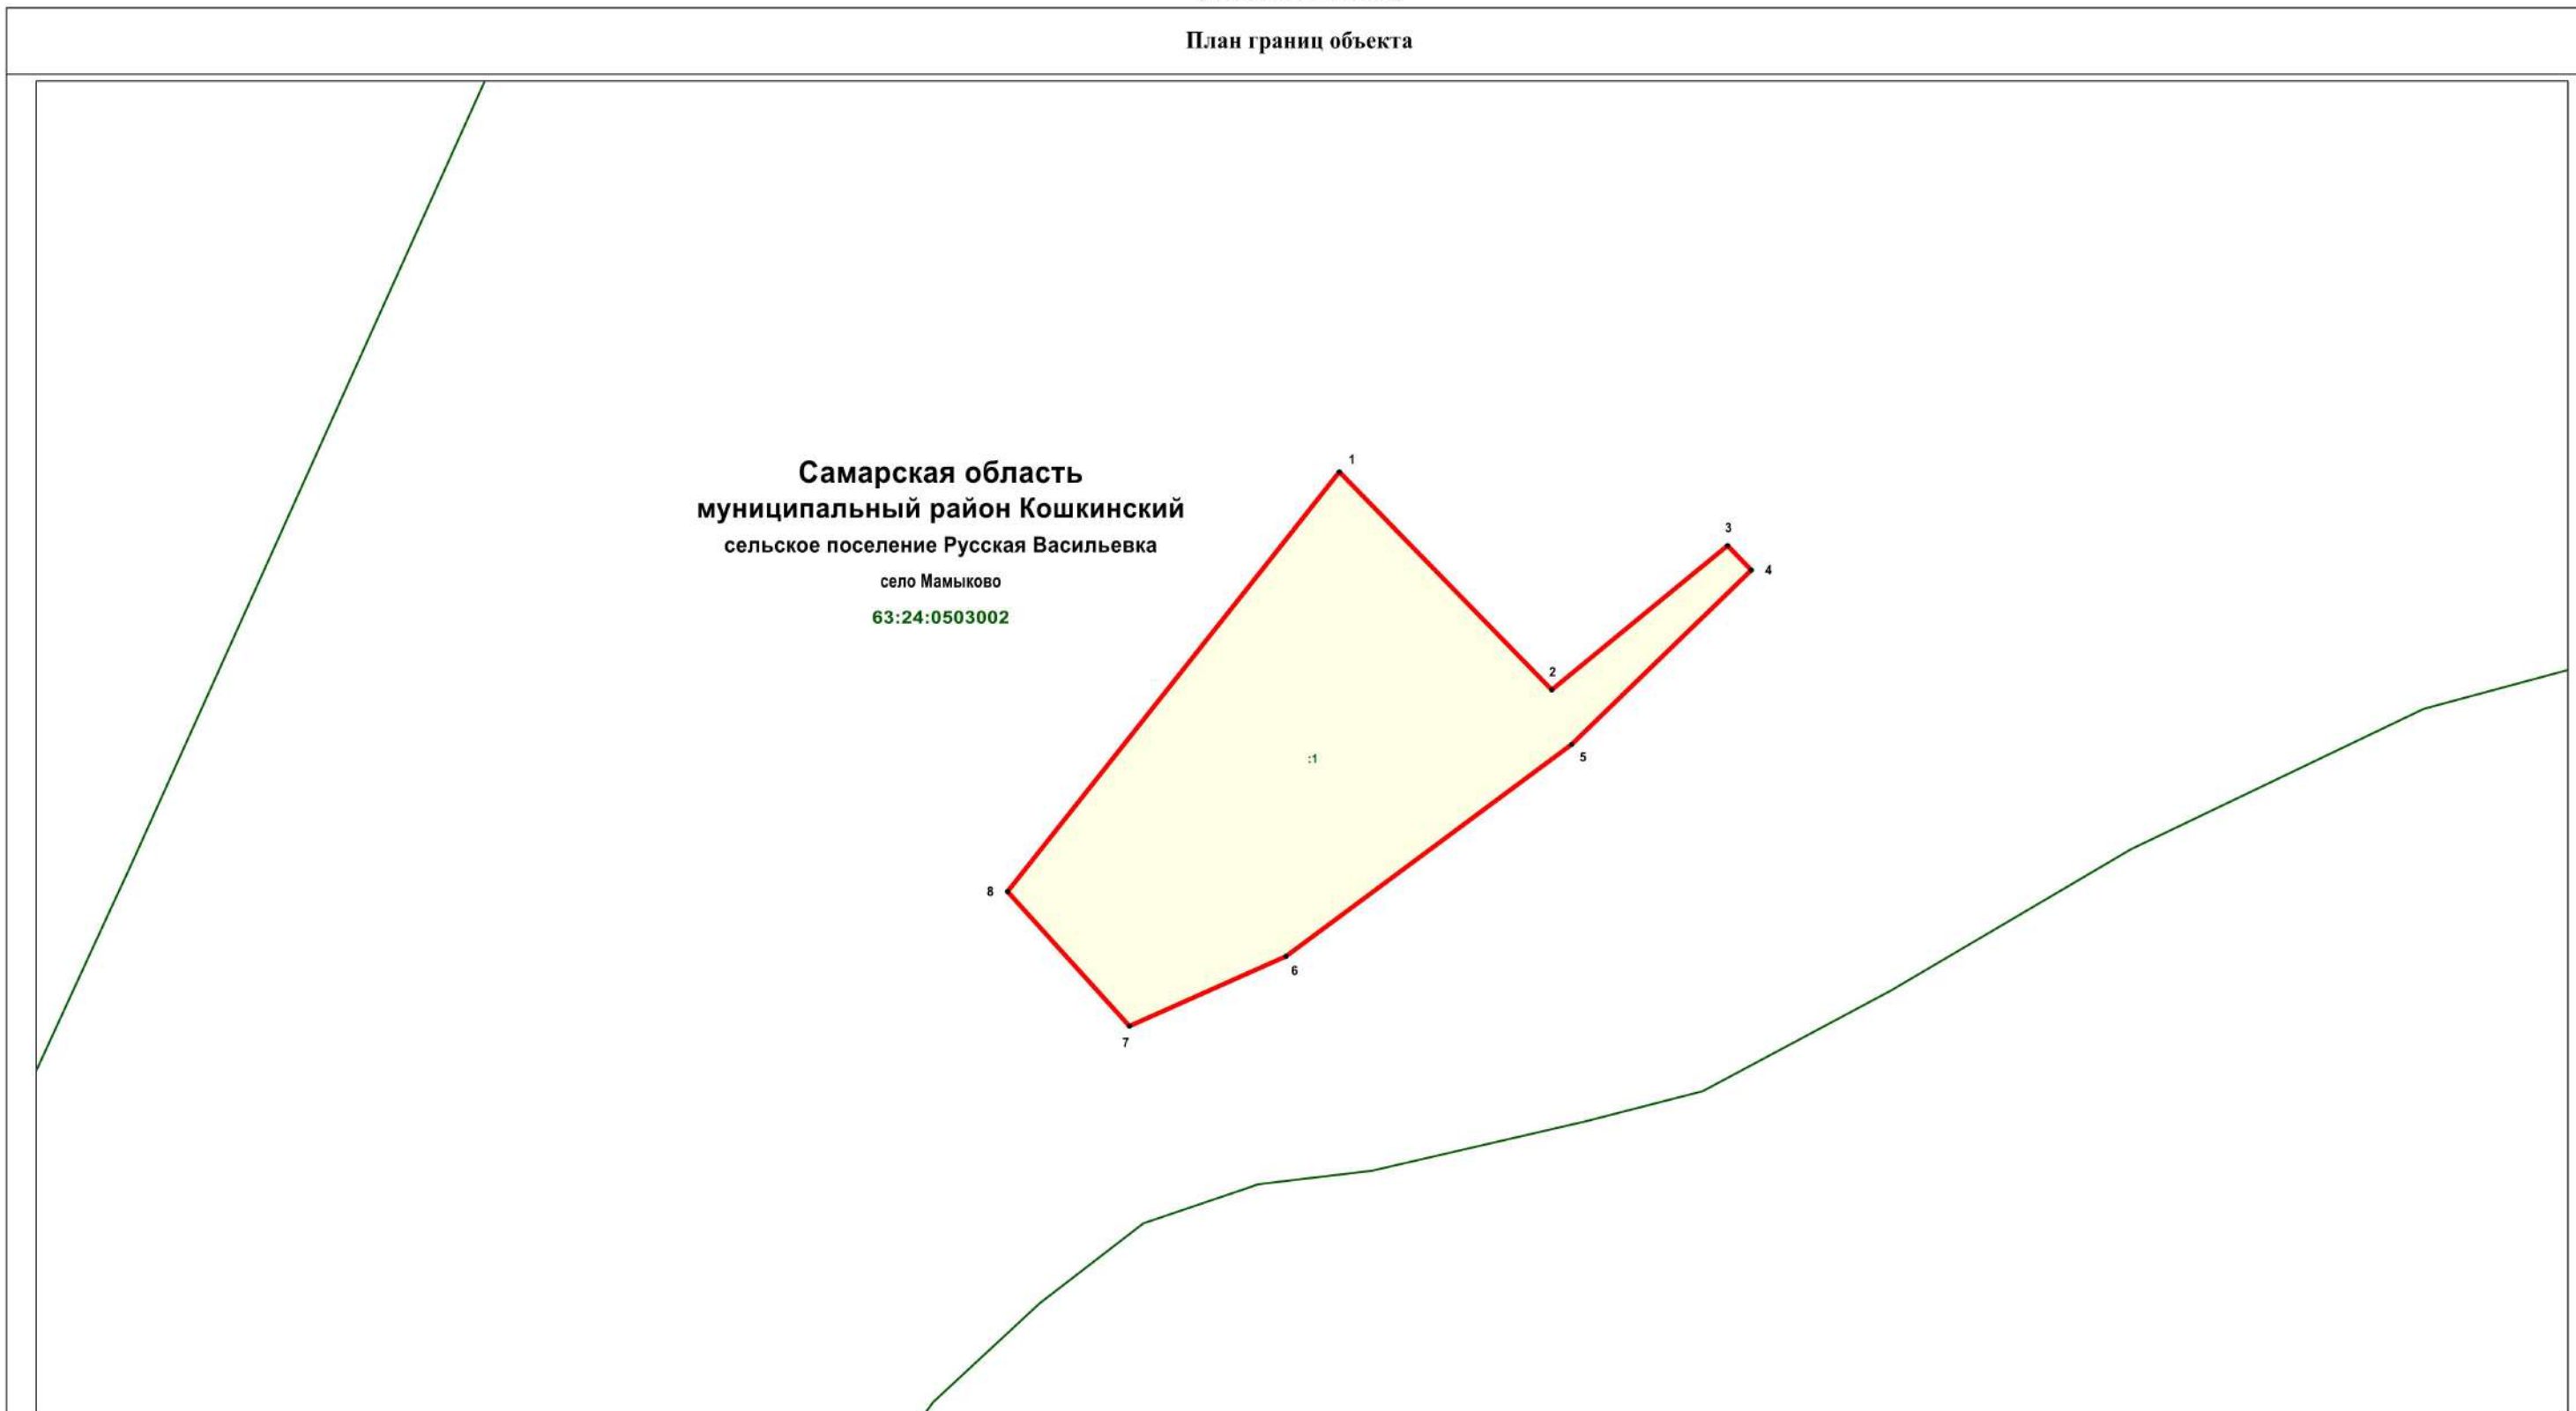 План границ объекта
Самарская область
муниципальный район Кошкинский
сельское поселение Русская Васильевка
село Мамыково
63:24:0503002
1
3
4
2
5
:1
8
6
7